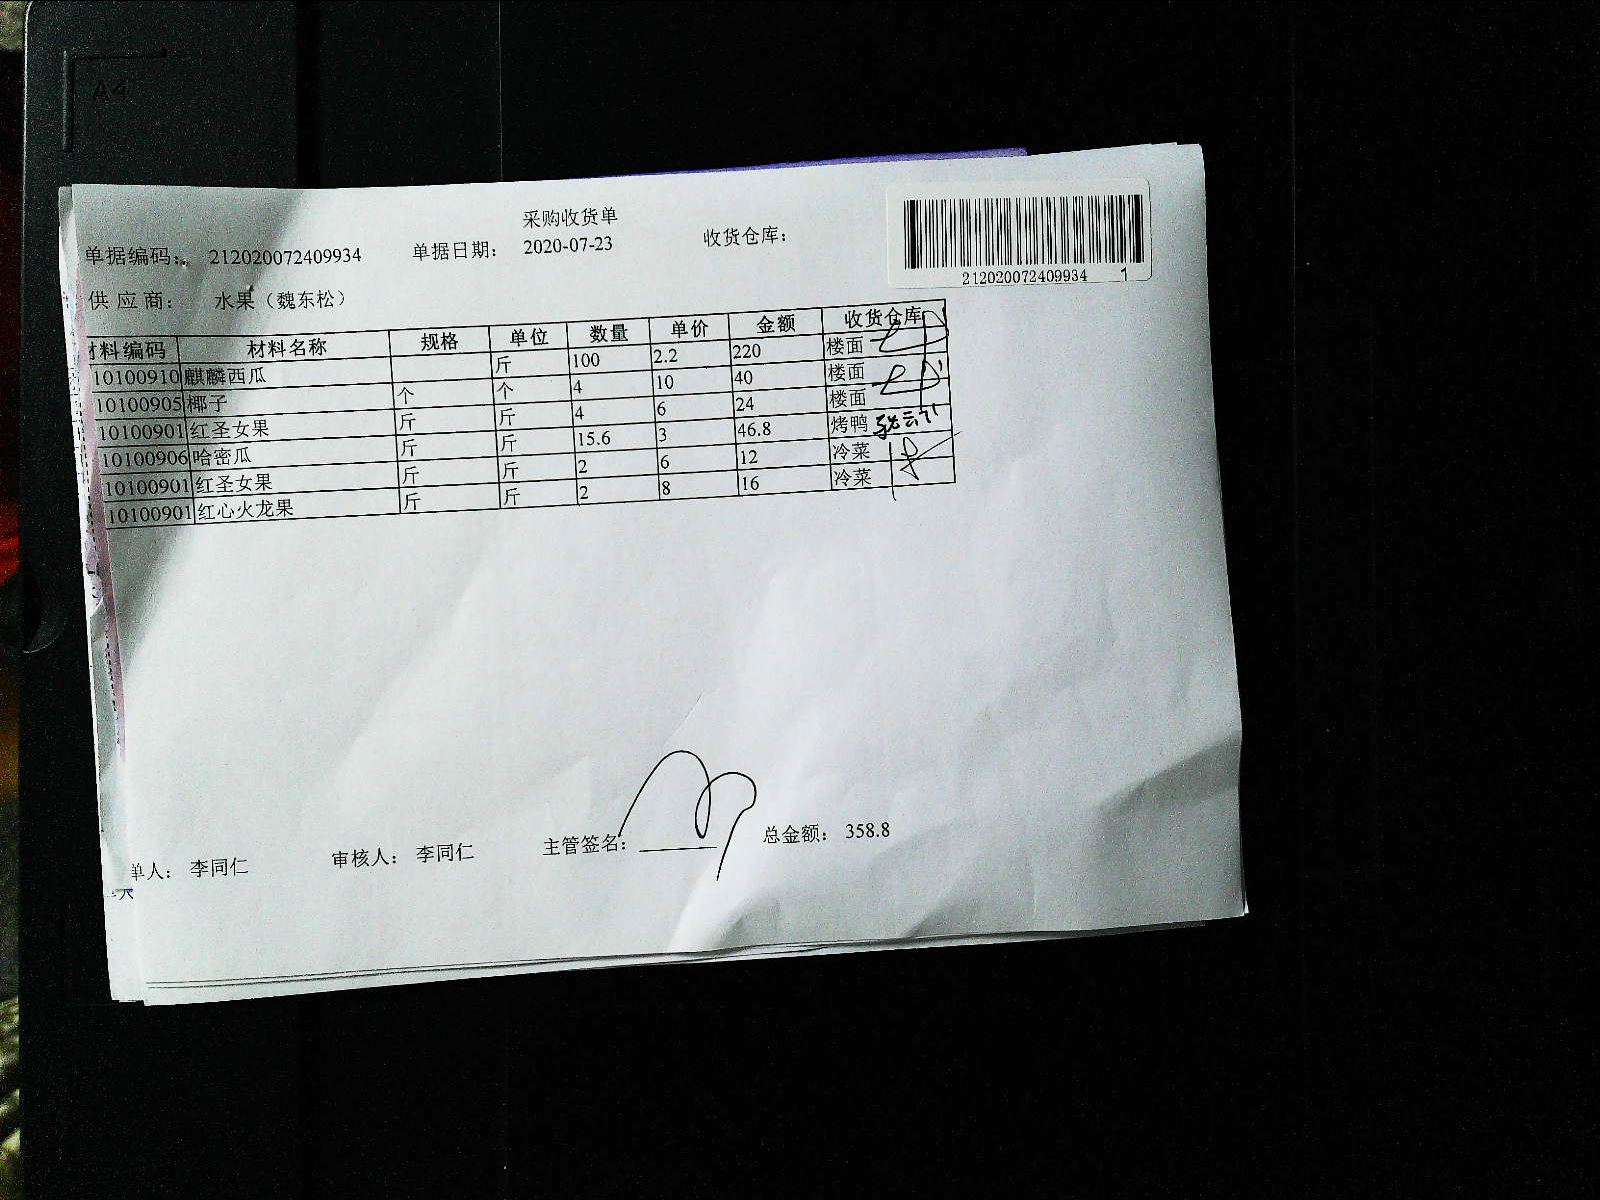 A4
采购收货单
单据编码： 212020072409934 单据日期： 2020-07-23 收货仓库：
212020072409934 1
供 应 商： 水果（魏东松）
材料编码 材料名称 规格 单位 数量 单价 金额 收货仓库
10100910 麒麟西瓜 斤 100 2.2 220 楼面
10100905 椰子 个 个 4 10 40 楼面
10100901 红圣女果 斤 斤 4 6 24 楼面
10100906 哈密瓜 斤 斤 15.6 3 46.8 烤鸭
10100901 红圣女果 斤 斤 2 6 12 冷菜
10100901 红心火龙果 斤 斤 2 8 16 冷菜
单人： 李同仁 审核人： 李同仁 主管签名： 总金额： 358.8